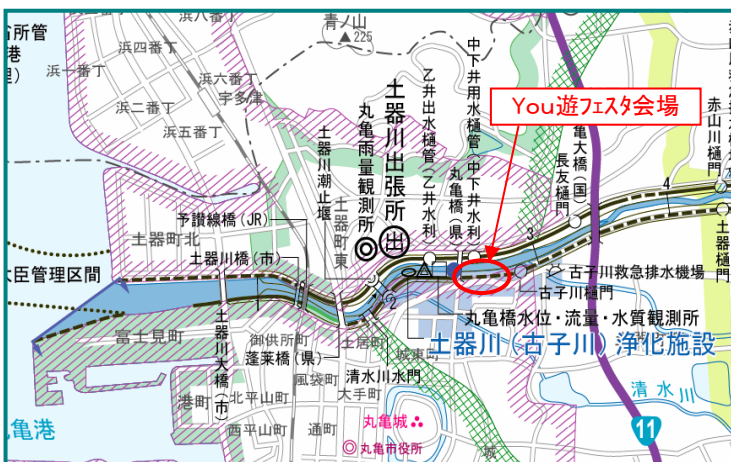 省所管
港
青ノ山
▲225
浜八番丁
浜四番丁
浜一番丁
浜六番丁
宇多津
浜二番丁
浜五番丁
土器川潮止堰
丸亀雨量観測所
土器川出張所
出
乙井出水樋管(乙井水利)
中下井用水樋管(中下井水利)
丸亀橋(県)
You遊フェスタ会場
亀大橋(国)
長友樋門
赤山川樋門
土器樋門
4
3
2
土器町東
予讃線橋(JR)
土器町北
土器川橋(市)
大臣管理区間
古子川救急排水機場
古子川樋門
丸亀橋水位・流量・水質観測所
土器川(古子川)浄化施設
富士見町
土器川大橋(市)
御供所町
蓬莱橋(県)
土居町
城東町
清水川水門
風袋町
大手町
港町
北平山町
西平山町
通町
丸亀城
丸亀市役所
城
清水川
11
亀港